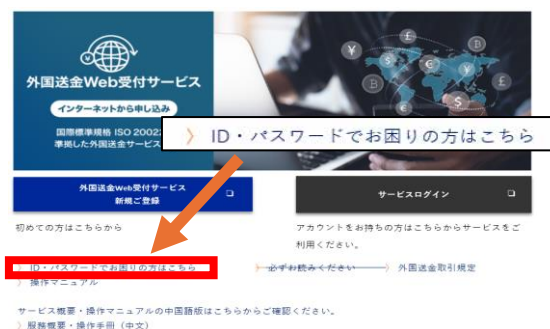 外国送金Web受付サービス
インターネットから申し込み
国際標準規格 ISO 2002
準拠した外国送金サービス
〉 ID・パスワードでお困りの方はこちら
外国送金Web受付サービス
新規ご登録
サービスログイン
初めての方はこちらから
アカウントをお持ちの方はこちらからサービスをご
利用ください。
〉 ID・パスワードでお困りの方はこちら
〉 必ずお読みください
〉 外国送金取引規定
〉 操作マニュアル
サービス概要・操作マニュアルの中国語版はこちらからご確認ください。
〉 服務概要・操作手冊（中文）